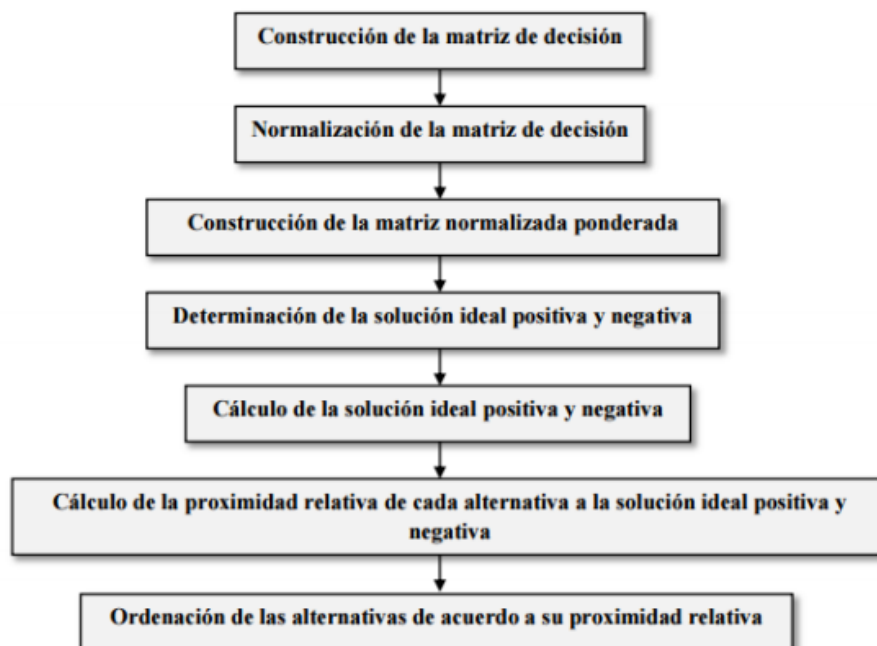 Construcción de la matriz de decisión
Normalización de la matriz de decisión
Construcción de la matriz normalizada ponderada
Determinación de la solución ideal positiva y negativa
Cálculo de la solución ideal positiva y negativa
Cálculo de la proximidad relativa de cada alternativa a la solución ideal positiva y
negativa
Ordenación de las alternativas de acuerdo a su proximidad relativa